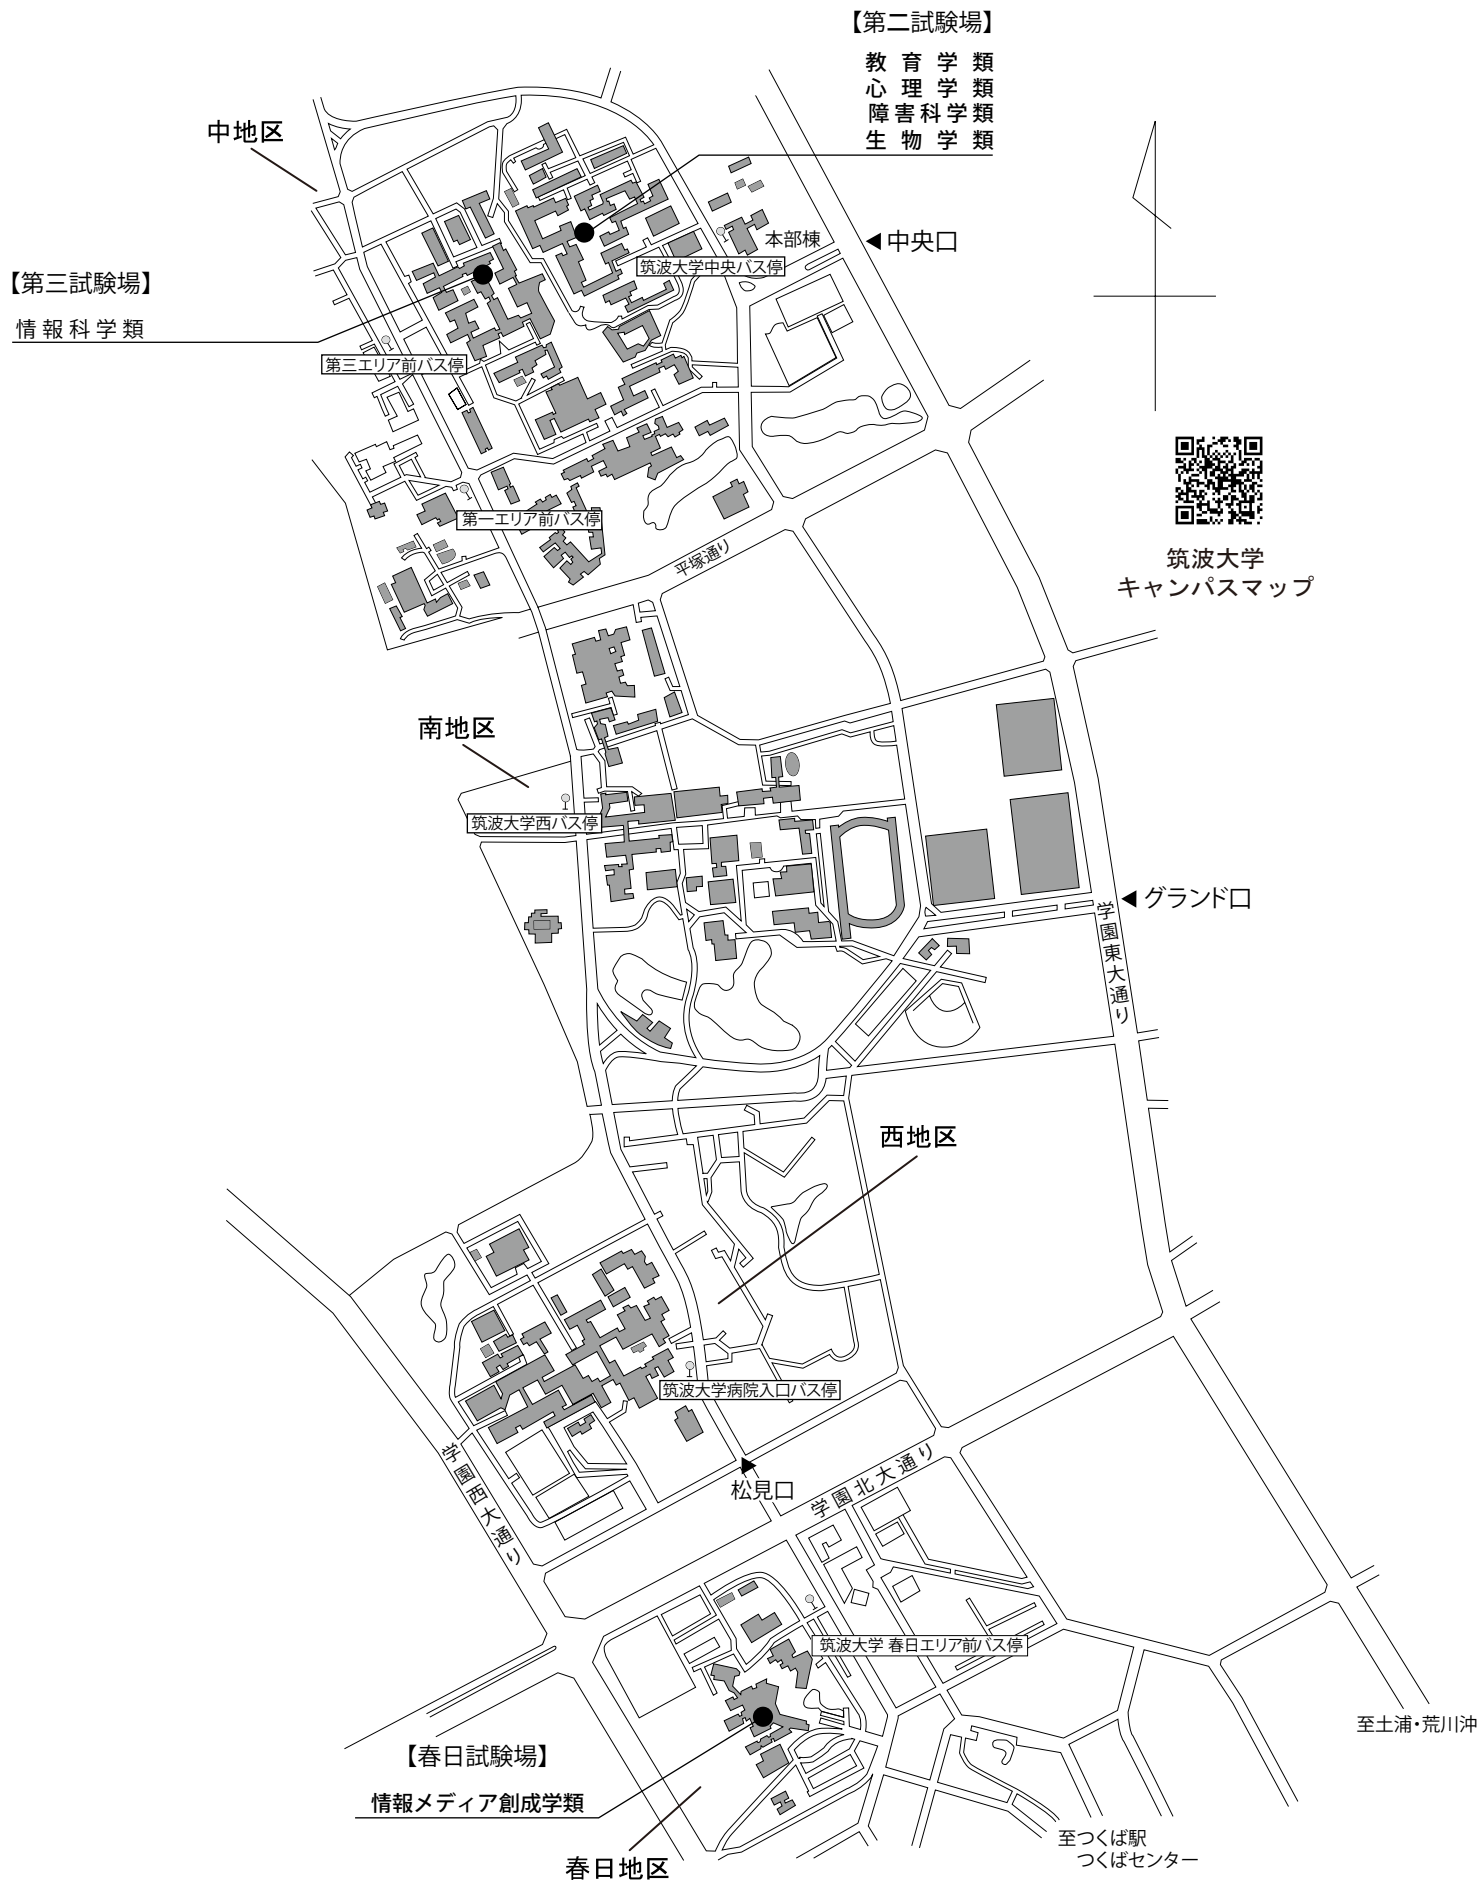 【第二試験場】
教育学類
心理学類
障害科学類
生物学類
中地区
本部棟
中央口
筑波大学中央バス停
【第三試験場】
情報科学類
第三エリア前バス停
第一エリア前バス停
平塚通り
筑波大学
キャンパスマップ
南地区
筑波大学西バス停
グランド口
学園東大通り
西地区
筑波大学病院入口バス停
学園西大通り
松見口
学園北大通り
筑波大学 春日エリア前バス停
至土浦・荒川沖
【春日試験場】
情報メディア創成学類
春日地区
至つくば駅
つくばセンター